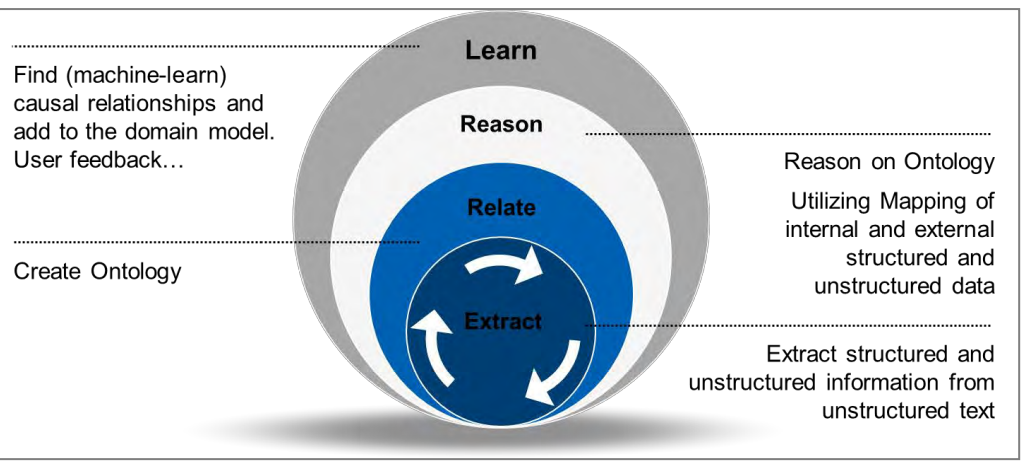 Learn
Find (machine-learn)
causal relationships and
add to the domain model.
User feedback…
Reason
Reason on Ontology
Utilizing Mapping of
internal and external
structured and
unstructured data
Relate
Create Ontology
Extract
Extract structured and
unstructured information from
unstructured text